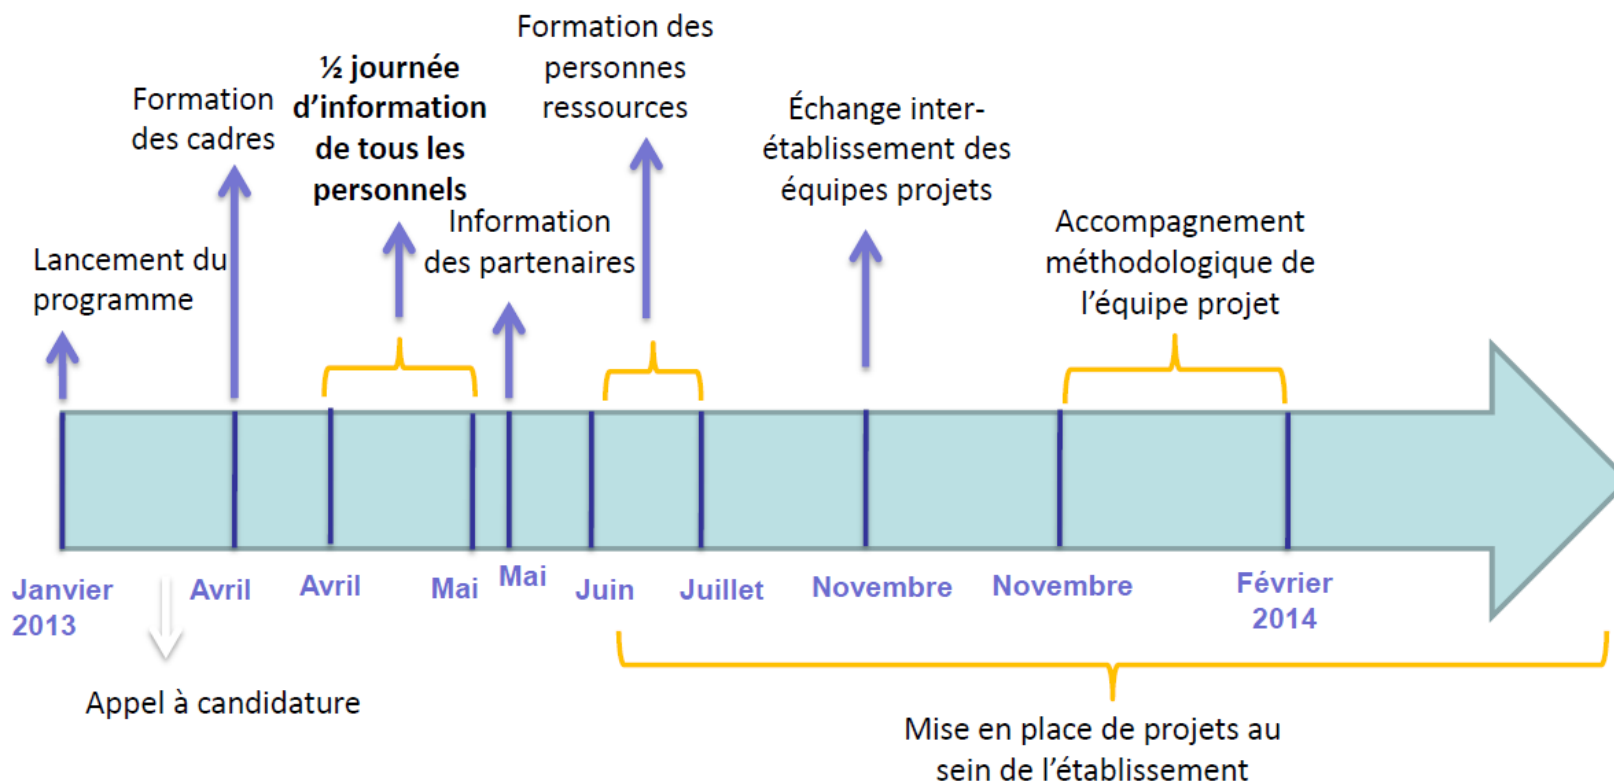 Formation des
personnes
ressources
½ journée
d’information
de tous les
personnels
Formation
des cadres
Échange inter-
établissement des
équipes projets
Information
des partenaires
Accompagnement
méthodologique de
l’équipe projet
Lancement du
programme
Janvier
2013
Avril
Avril
Mai
Mai
Juin
Juillet
Novembre
Novembre
Février
2014
Appel à candidature
Mise en place de projets au
sein de l’établissement